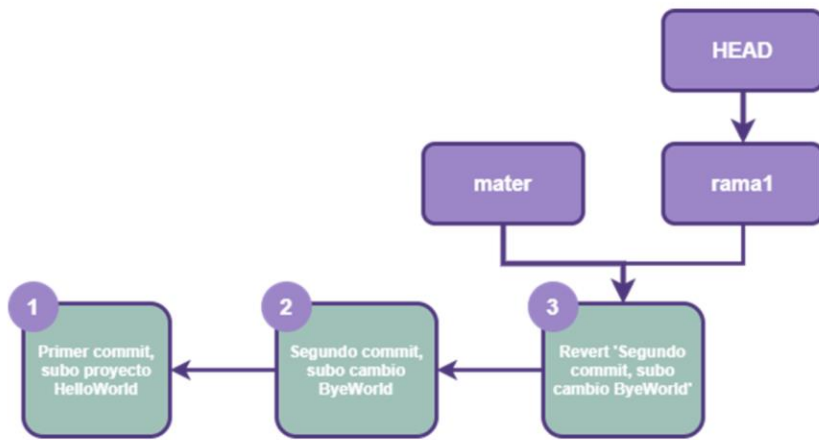 HEAD
mater
rama1
1
2
3
Primer commit,
subo proyecto
HelloWorld
Segundo commit,
subo cambio
ByeWorld
Revert "Segundo
commit, subo
cambio ByeWorld"